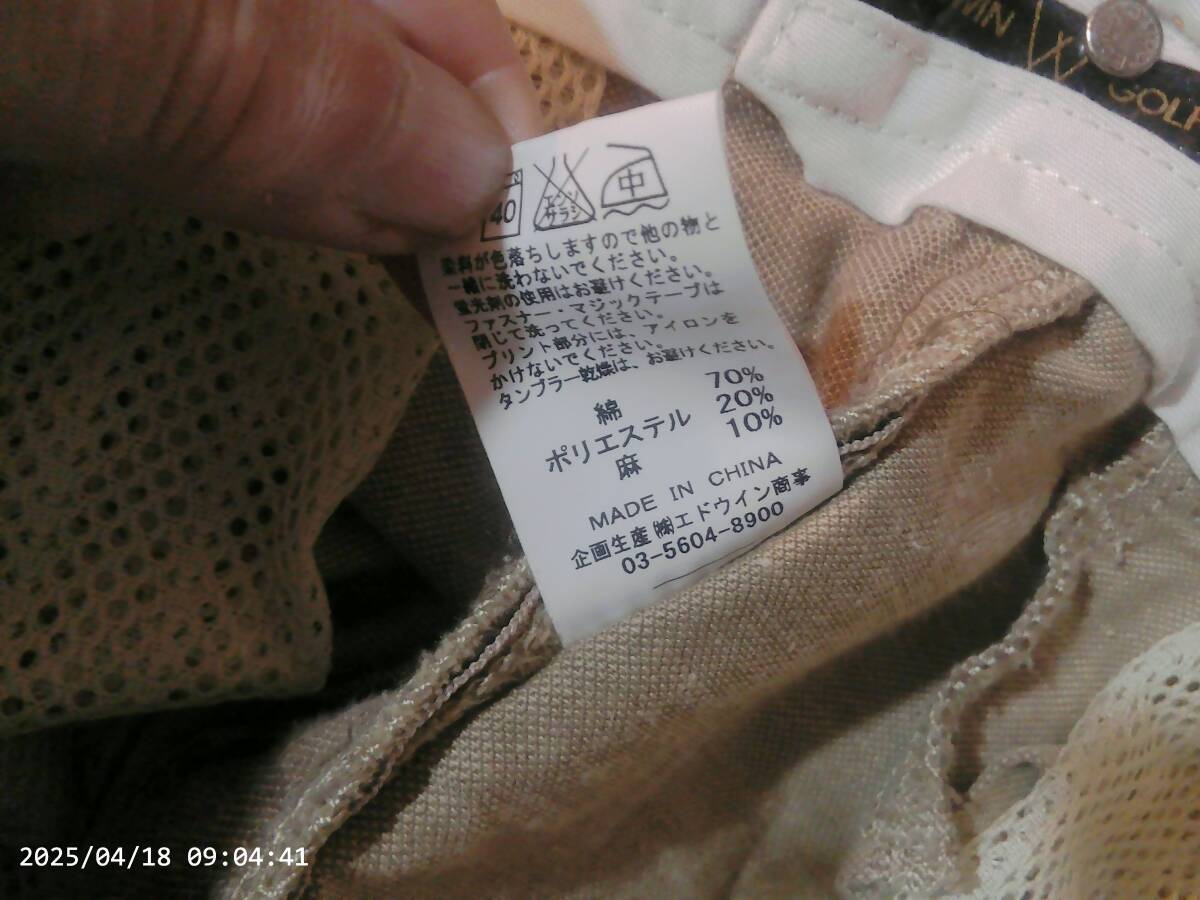 MN W GOLF
40
エンソ
サラシ
中
染料が色落ちしますので他の物と
一緒に洗わないでください。
蛍光剤の使用はお避けください。
ファスナー・マジックテープは
閉じて洗ってください。
プリント部分には、アイロンを
かけないでください。
タンブラー乾燥は、お避けください。
綿 70%
ポリエステル 20%
麻 10%
MADE IN CHINA
企画生産 ㈱エドウイン商事
03-5604-8900
2025/04/18 09:04:41